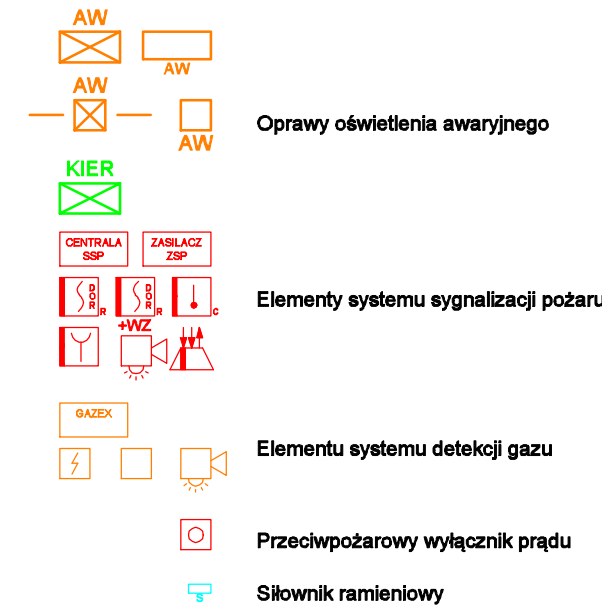 AW
AW
AW
AW
Oprawy oświetlenia awaryjnego
KIER
CENTRALA
SSP
ZASILACZ
ZSP
DOR
R
DOR
R
C
Elementy systemu sygnalizacji pożaru
+WZ
GAZEX
Elementu systemu detekcji gazu
Przeciwpożarowy wyłącznik prądu
S
Siłownik ramieniowy